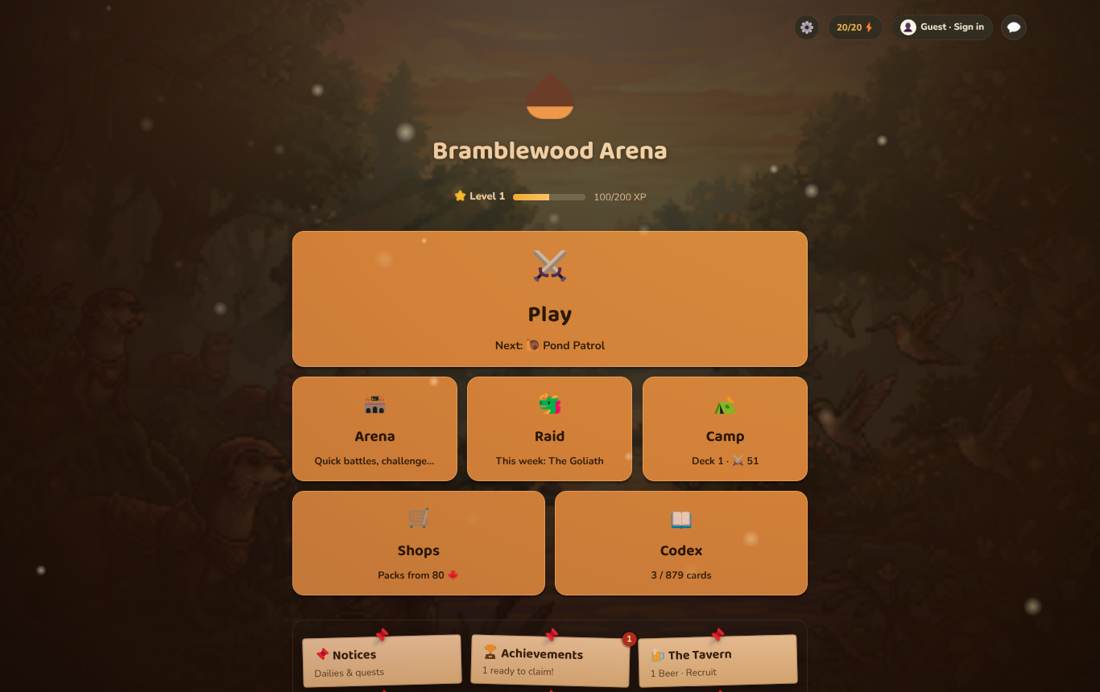 20/20
Guest · Sign in
Bramblewood Arena
Level 1
100/200 XP
Play
Next: Pond Patrol
Arena
Quick battles, challenge...
Raid
This week: The Goliath
Camp
Deck 1 · 51
Shops
Packs from 80
Codex
3 / 879 cards
Notices
Dailies & quests
Achievements
1 ready to claim!
1
The Tavern
1 Beer · Recruit